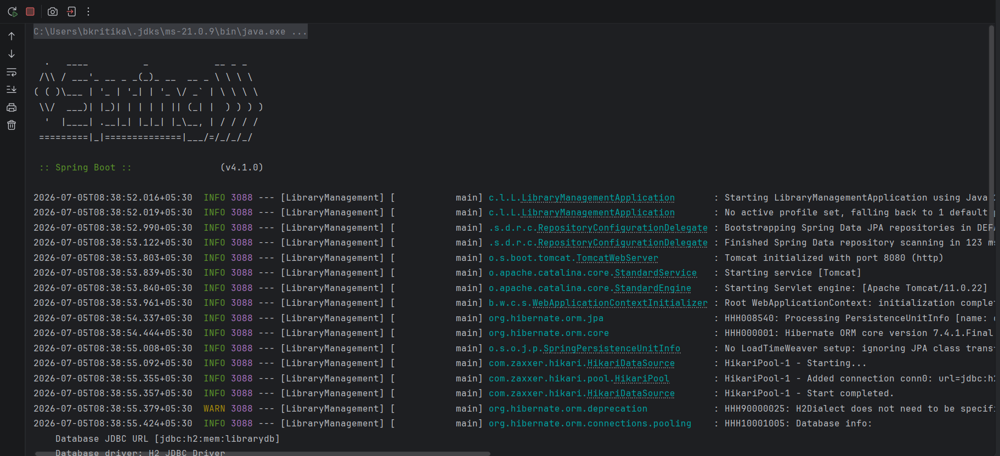 C:\Users\bkritika\.jdks\ms-21.0.9\bin\java.exe ...
  .   ____          _            __ _ _
 /\\ / ___'_ __ _ _(_)_ __  __ _ \ \ \ \
( ( )\___ | '_ | '_| | '_ \/ _` | \ \ \ \
 \\/  ___)| |_)| | | | | || (_| |  ) ) ) )
  '  |____| .__|_| |_|_| |_\__, | / / / /
 =========|_|==============|___/=/_/_/_/
 :: Spring Boot ::                (v4.1.0)
2026-07-05T08:38:52.016+05:30  INFO 3088 --- [LibraryManagement] [           main] c.l.L.LibraryManagementApplication       : Starting LibraryManagementApplication using Java
2026-07-05T08:38:52.019+05:30  INFO 3088 --- [LibraryManagement] [           main] c.l.L.LibraryManagementApplication       : No active profile set, falling back to 1 default
2026-07-05T08:38:52.990+05:30  INFO 3088 --- [LibraryManagement] [           main] .s.d.r.c.RepositoryConfigurationDelegate : Bootstrapping Spring Data JPA repositories in DEFA
2026-07-05T08:38:53.122+05:30  INFO 3088 --- [LibraryManagement] [           main] .s.d.r.c.RepositoryConfigurationDelegate : Finished Spring Data repository scanning in 123 ms
2026-07-05T08:38:53.803+05:30  INFO 3088 --- [LibraryManagement] [           main] o.s.boot.tomcat.TomcatWebServer          : Tomcat initialized with port 8080 (http)
2026-07-05T08:38:53.839+05:30  INFO 3088 --- [LibraryManagement] [           main] o.apache.catalina.core.StandardService   : Starting service [Tomcat]
2026-07-05T08:38:53.840+05:30  INFO 3088 --- [LibraryManagement] [           main] o.apache.catalina.core.StandardEngine    : Starting Servlet engine: [Apache Tomcat/11.0.22]
2026-07-05T08:38:53.961+05:30  INFO 3088 --- [LibraryManagement] [           main] b.w.c.s.WebApplicationContextInitializer : Root WebApplicationContext: initialization complet
2026-07-05T08:38:54.337+05:30  INFO 3088 --- [LibraryManagement] [           main] org.hibernate.orm.jpa                    : HHH008540: Processing PersistenceUnitInfo [name:
2026-07-05T08:38:54.444+05:30  INFO 3088 --- [LibraryManagement] [           main] org.hibernate.orm.core                   : HHH000001: Hibernate ORM core version 7.4.1.Final
2026-07-05T08:38:55.008+05:30  INFO 3088 --- [LibraryManagement] [           main] o.s.o.j.p.SpringPersistenceUnitInfo      : No LoadTimeWeaver setup: ignoring JPA class trans
2026-07-05T08:38:55.092+05:30  INFO 3088 --- [LibraryManagement] [           main] com.zaxxer.hikari.HikariDataSource       : HikariPool-1 - Starting...
2026-07-05T08:38:55.355+05:30  INFO 3088 --- [LibraryManagement] [           main] com.zaxxer.hikari.pool.HikariPool        : HikariPool-1 - Added connection conn0: url=jdbc:h
2026-07-05T08:38:55.357+05:30  INFO 3088 --- [LibraryManagement] [           main] com.zaxxer.hikari.HikariDataSource       : HikariPool-1 - Start completed.
2026-07-05T08:38:55.379+05:30  WARN 3088 --- [LibraryManagement] [           main] org.hibernate.orm.deprecation            : HHH90000025: H2Dialect does not need to be specif
2026-07-05T08:38:55.424+05:30  INFO 3088 --- [LibraryManagement] [           main] org.hibernate.orm.connections.pooling    : HHH10001005: Database info:
    Database JDBC URL [jdbc:h2:mem:librarydb]
    Database driver: H2 JDBC Driver